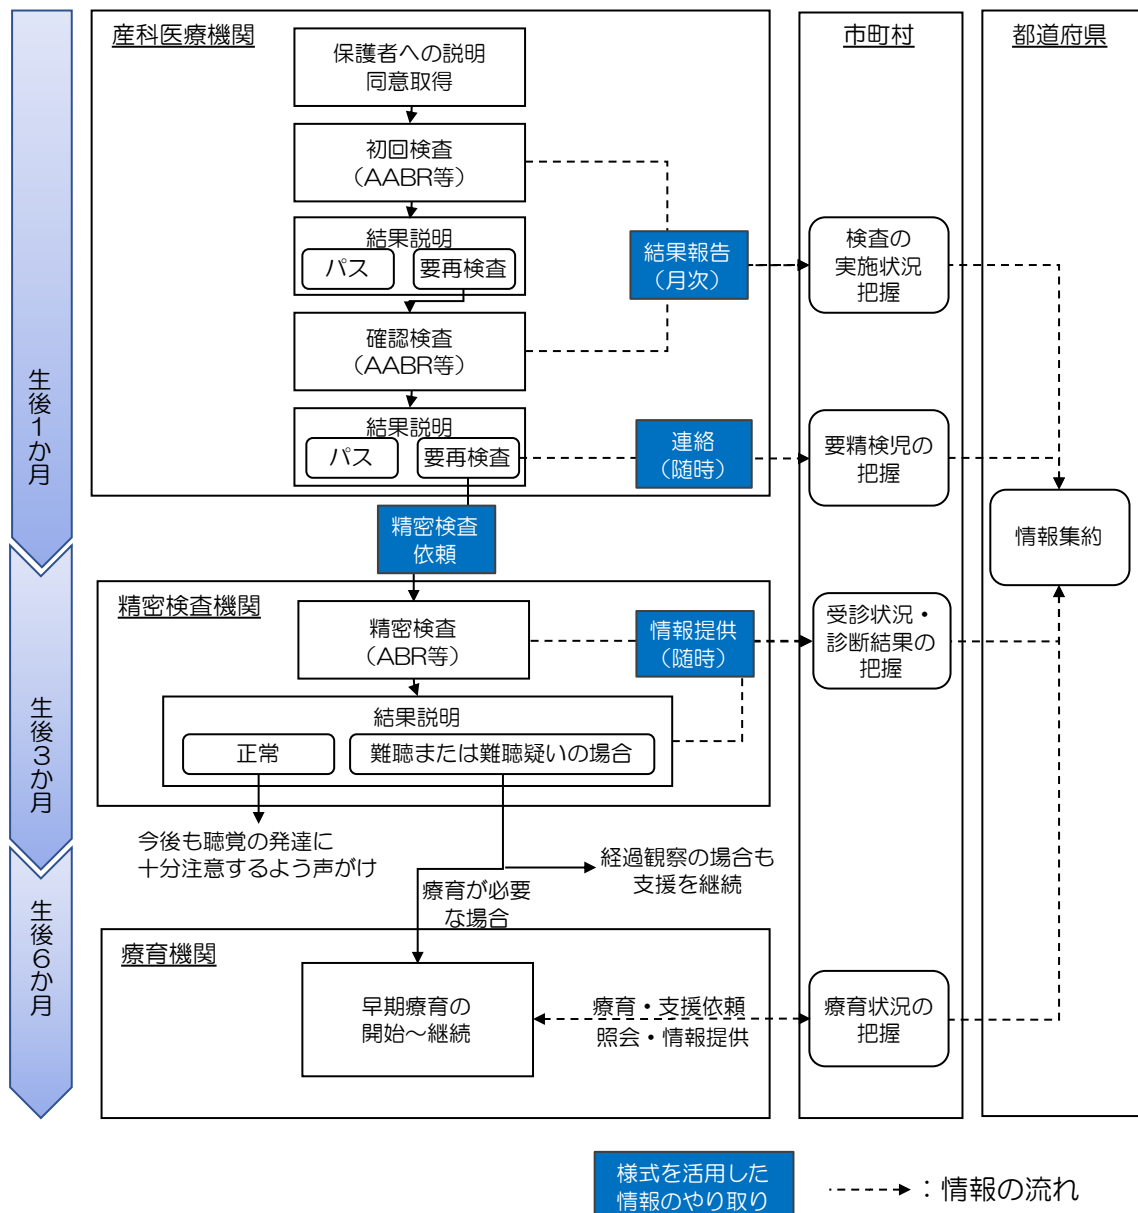 産科医療機関
市町村
都道府県
保護者への説明
同意取得
初回検査
（AABR等）
結果説明
パス
要再検査
結果報告
（月次）
検査の
実施状況
把握
確認検査
（AABR等）
結果説明
パス
要再検査
連絡
（随時）
要精検児の
把握
生後1か月
精密検査
依頼
情報集約
精密検査機関
精密検査
（ABR等）
情報提供
（随時）
受診状況・
診断結果の
把握
結果説明
正常
難聴または難聴疑いの場合
生後3か月
今後も聴覚の発達に
十分注意するよう声がけ
経過観察の場合も
支援を継続
療育が必要
な場合
生後6か月
療育機関
早期療育の
開始～継続
療育・支援依頼
照会・情報提供
療育状況の
把握
様式を活用した
情報のやり取り
：情報の流れ